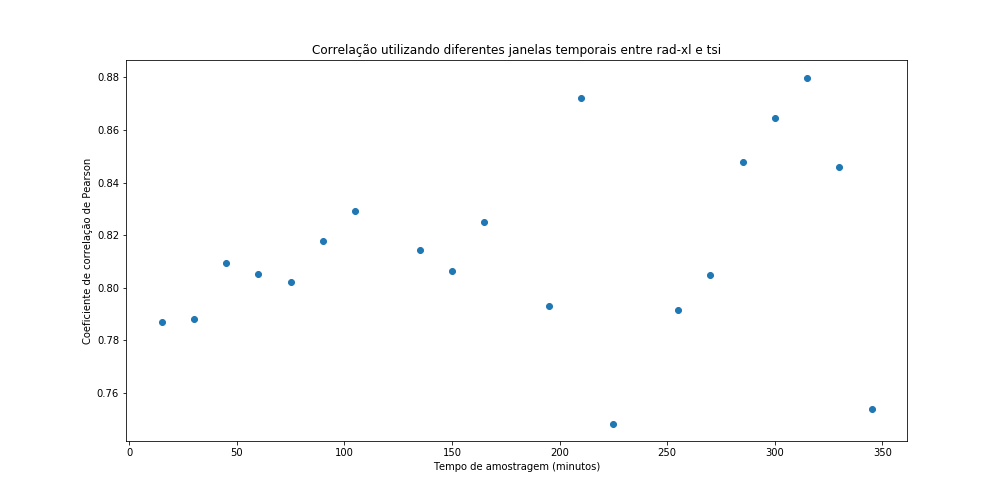 Correlação utilizando diferentes janelas temporais entre rad-xl e tsi
Coeficiente de correlação de Pearson
0.88
0.86
0.84
0.82
0.80
0.78
0.76
0 50 100 150 200 250 300 350
Tempo de amostragem (minutos)